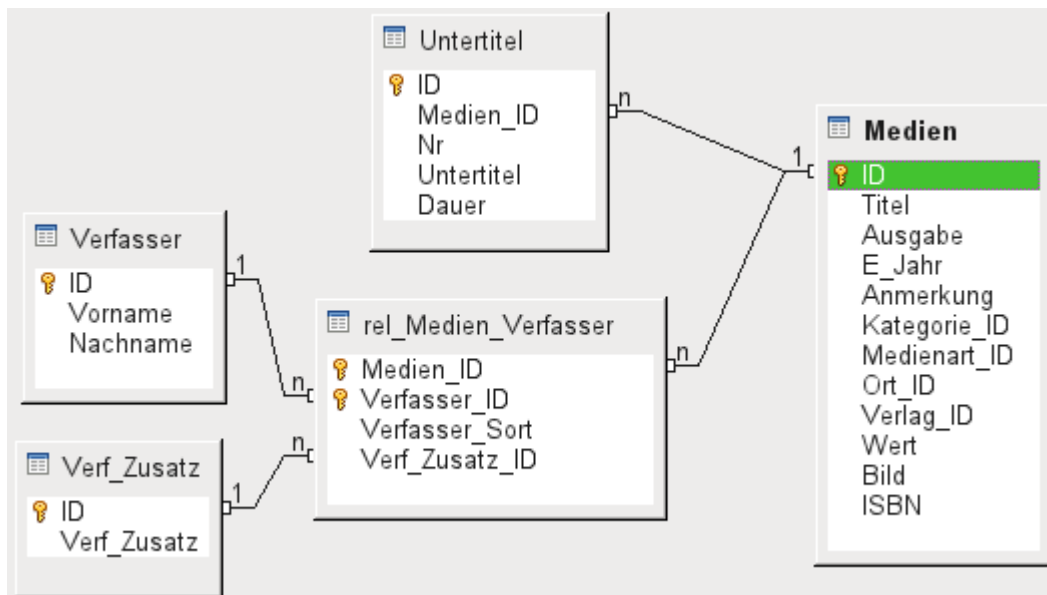 Untertitel
ID
Medien_ID
Nr
Untertitel
Dauer
n
1
Medien
ID
Titel
Ausgabe
E_Jahr
Anmerkung
Kategorie_ID
Medienart_ID
Ort_ID
Verlag_ID
Wert
Bild
ISBN
Verfasser
ID
Vorname
Nachname
1
n
rel_Medien_Verfasser
Medien_ID
Verfasser_ID
Verfasser_Sort
Verf_Zusatz_ID
n
n
Verf_Zusatz
ID
Verf_Zusatz
1